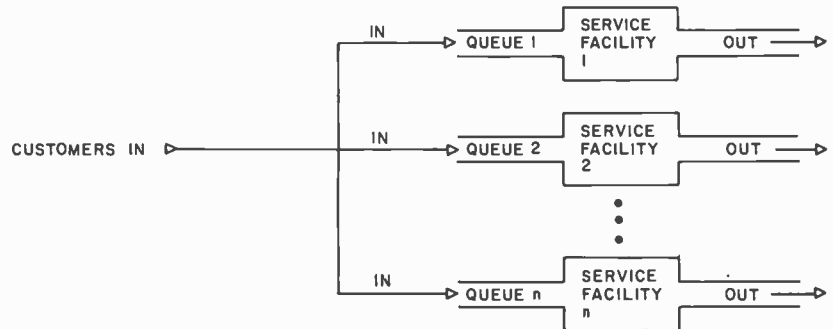 IN
QUEUE 1
SERVICE
FACILITY
1
OUT
CUSTOMERS IN
IN
QUEUE 2
SERVICE
FACILITY
2
OUT
IN
QUEUE n
SERVICE
FACILITY
n
OUT